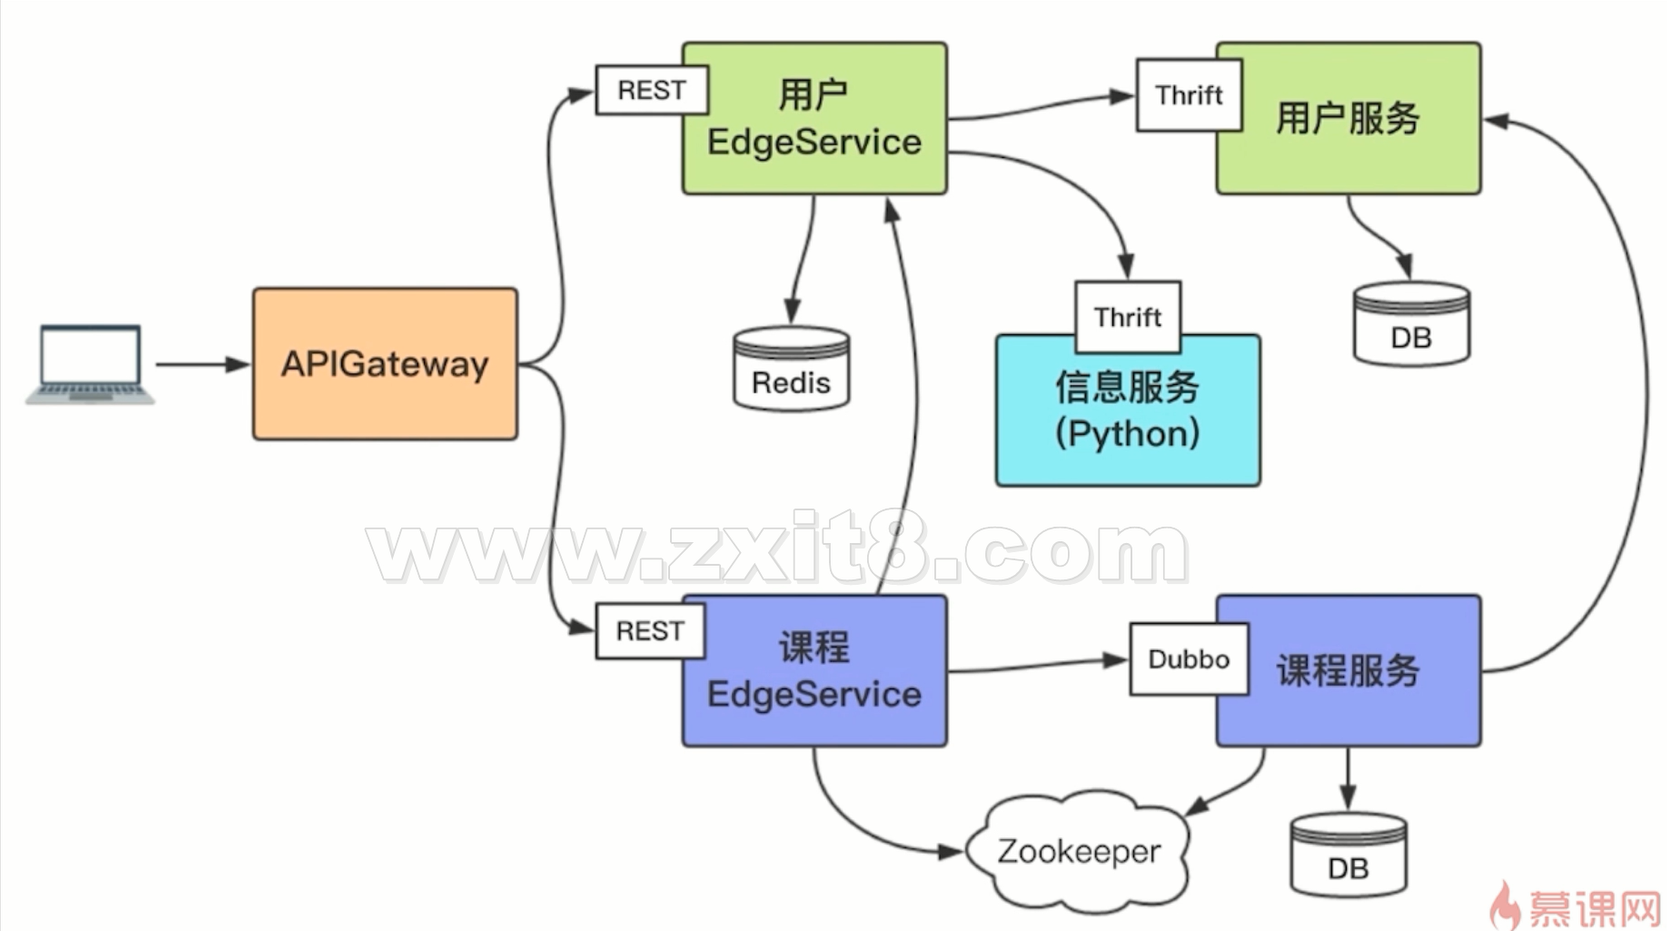 REST
用户
EdgeService
Thrift
用户服务
Thrift
信息服务
(Python)
DB
Redis
APIGateway
www.zxit8.com
REST
课程
EdgeService
Dubbo
课程服务
Zookeeper
DB
慕课网